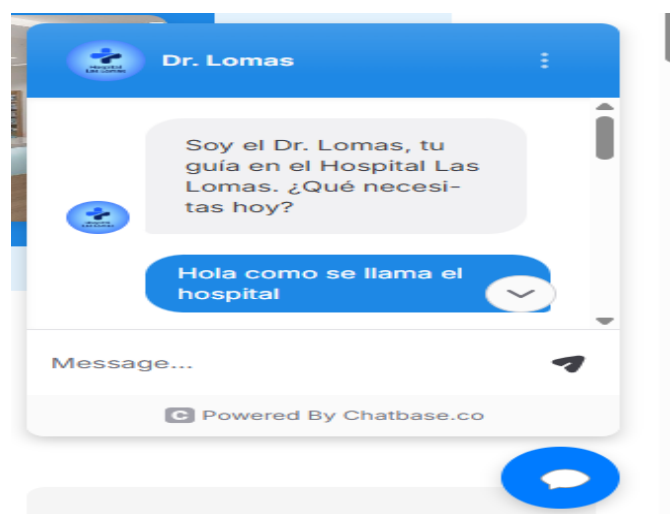 Dr. Lomas
Soy el Dr. Lomas, tu
guía en el Hospital Las
Lomas. ¿Qué necesi-
tas hoy?
Hola como se llama el
hospital
Message...
C Powered By Chatbase.co